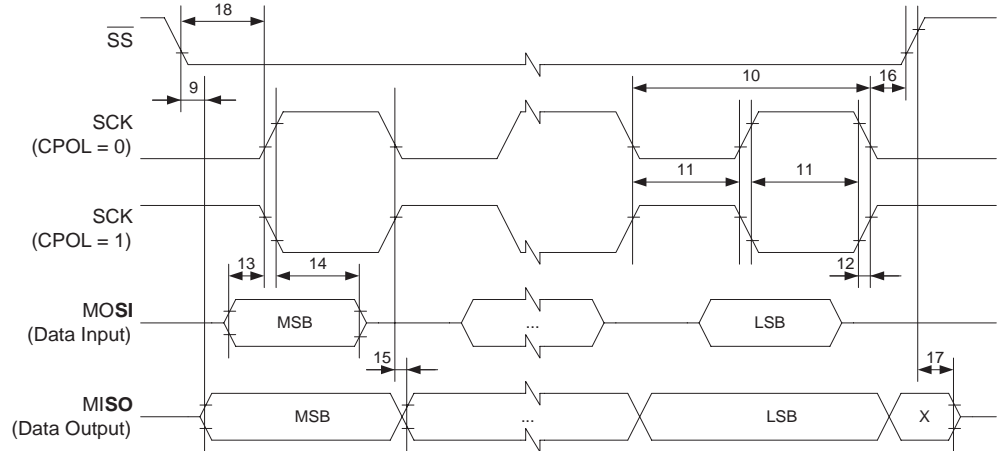 18
SS
10
9
16
SCK
(CPOL = 0)
11
11
SCK
(CPOL = 1)
13
14
12
MOSI
(Data Input)
MSB
...
LSB
15
17
MISO
(Data Output)
MSB
...
LSB
X